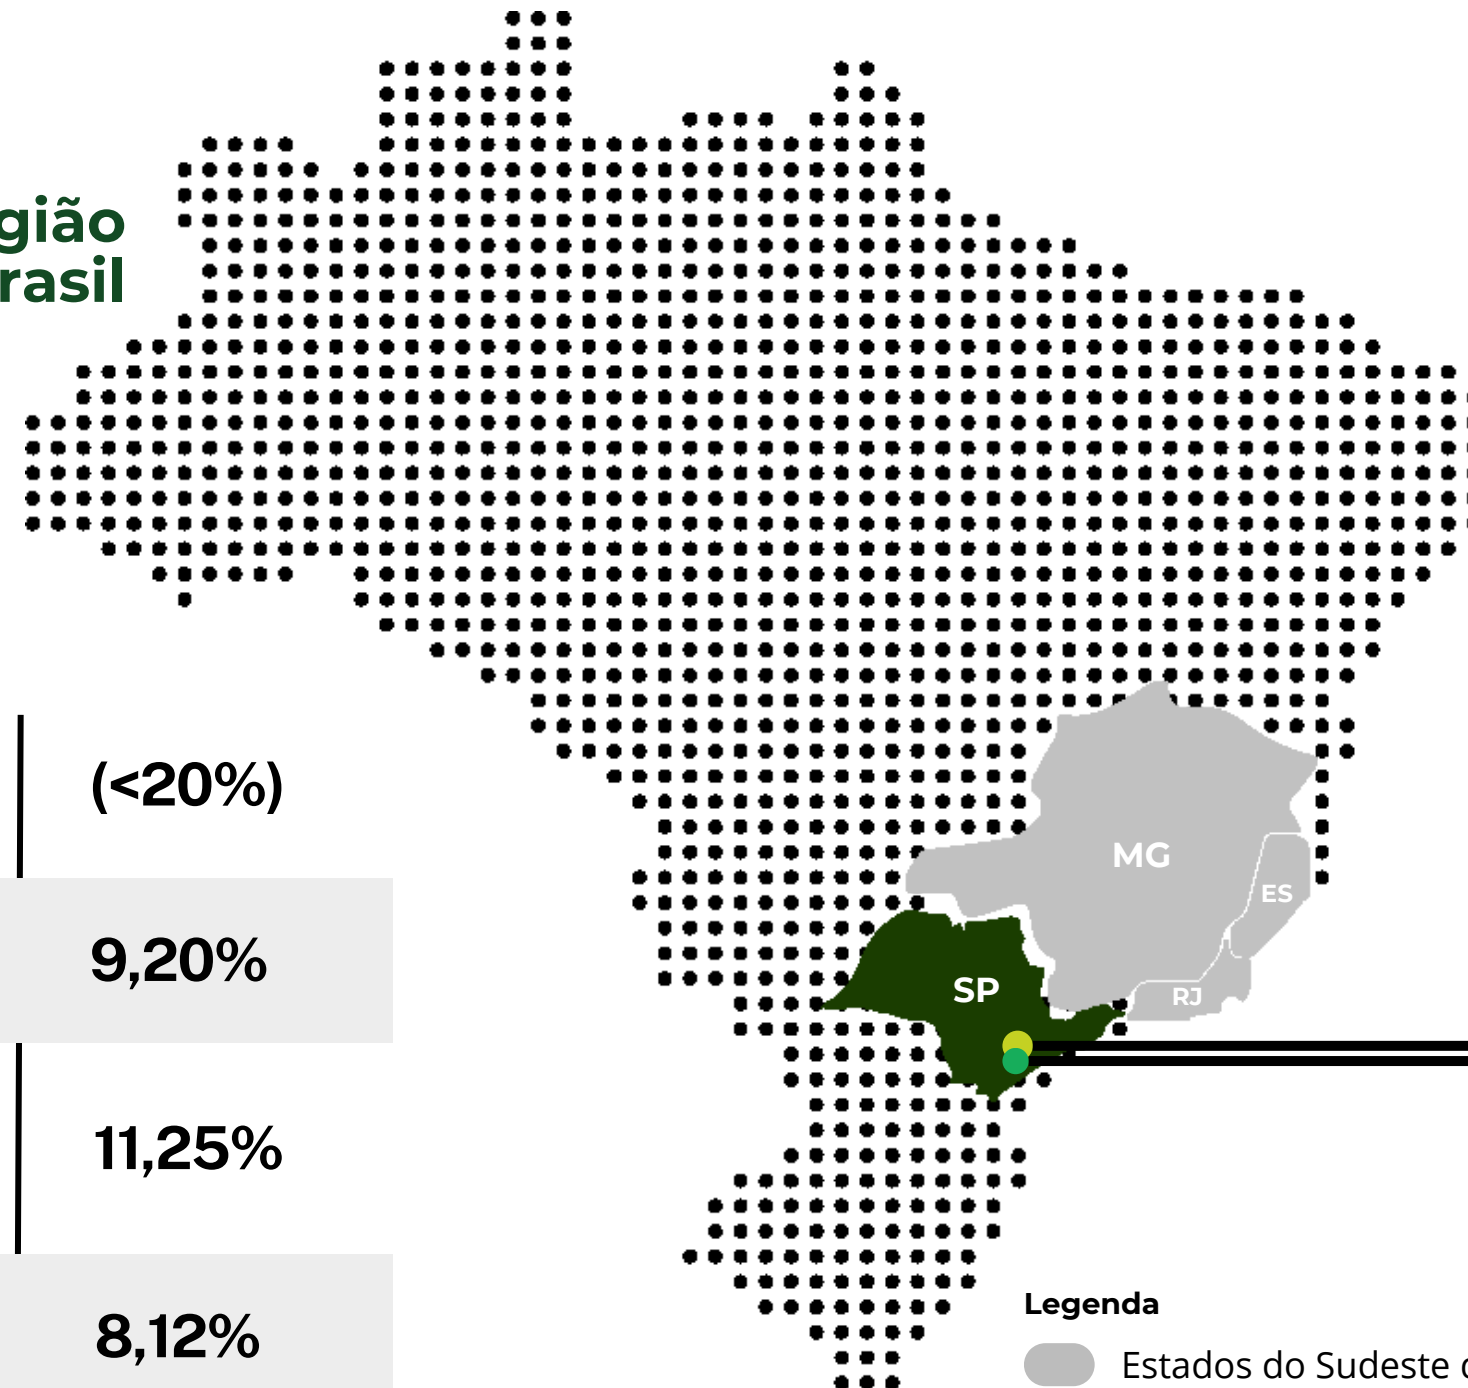 gião
rasil
(<20%)
9,20%
11,25%
8,12%
MG
ES
SP
RJ
Legenda
Estados do Sudeste